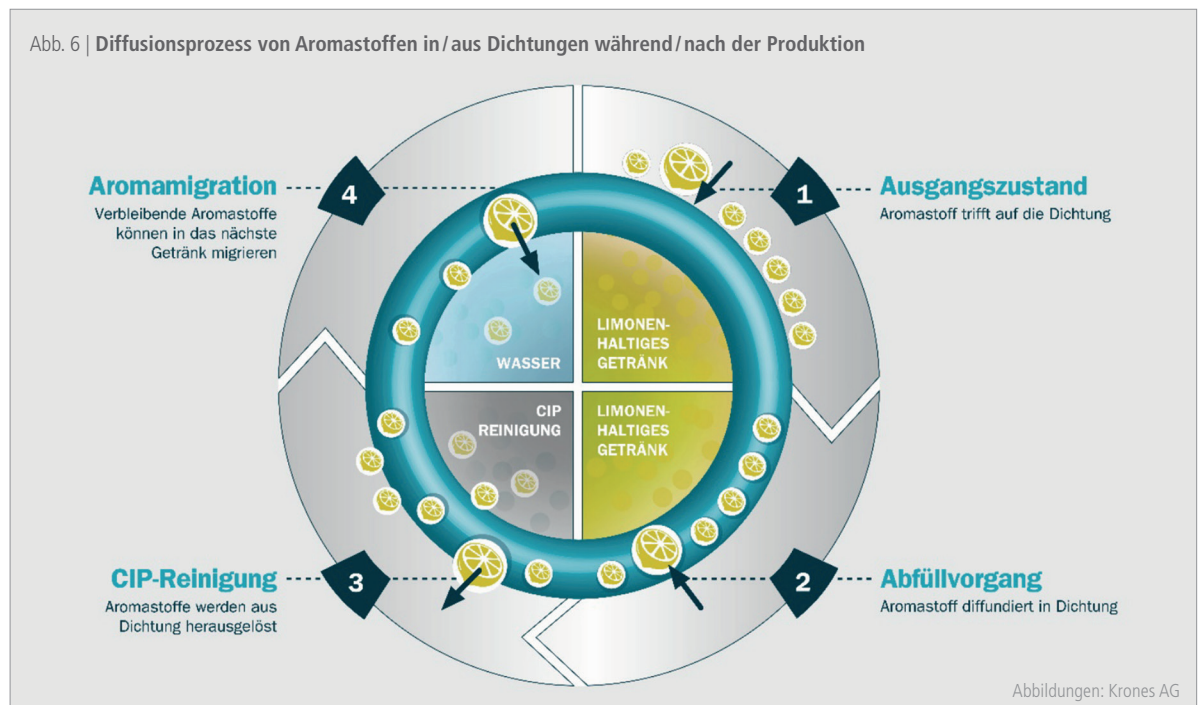 Abb. 6 | Diffusionsprozess von Aromastoffen in/aus Dichtungen während/nach der Produktion
1
Ausgangszustand
Aromastoff trifft auf die Dichtung
2
Abfüllvorgang
Aromastoff diffundiert in Dichtung
3
CIP-Reinigung
Aromastoffe werden aus
Dichtung herausgelöst
4
Aromamigration
Verbleibende Aromastoffe
können in das nächste
Getränk migrieren
WASSER
LIMONEN-
HALTIGES
GETRÄNK
CIP
REINIGUNG
LIMONEN-
HALTIGES
GETRÄNK
Abbildungen: Krones AG